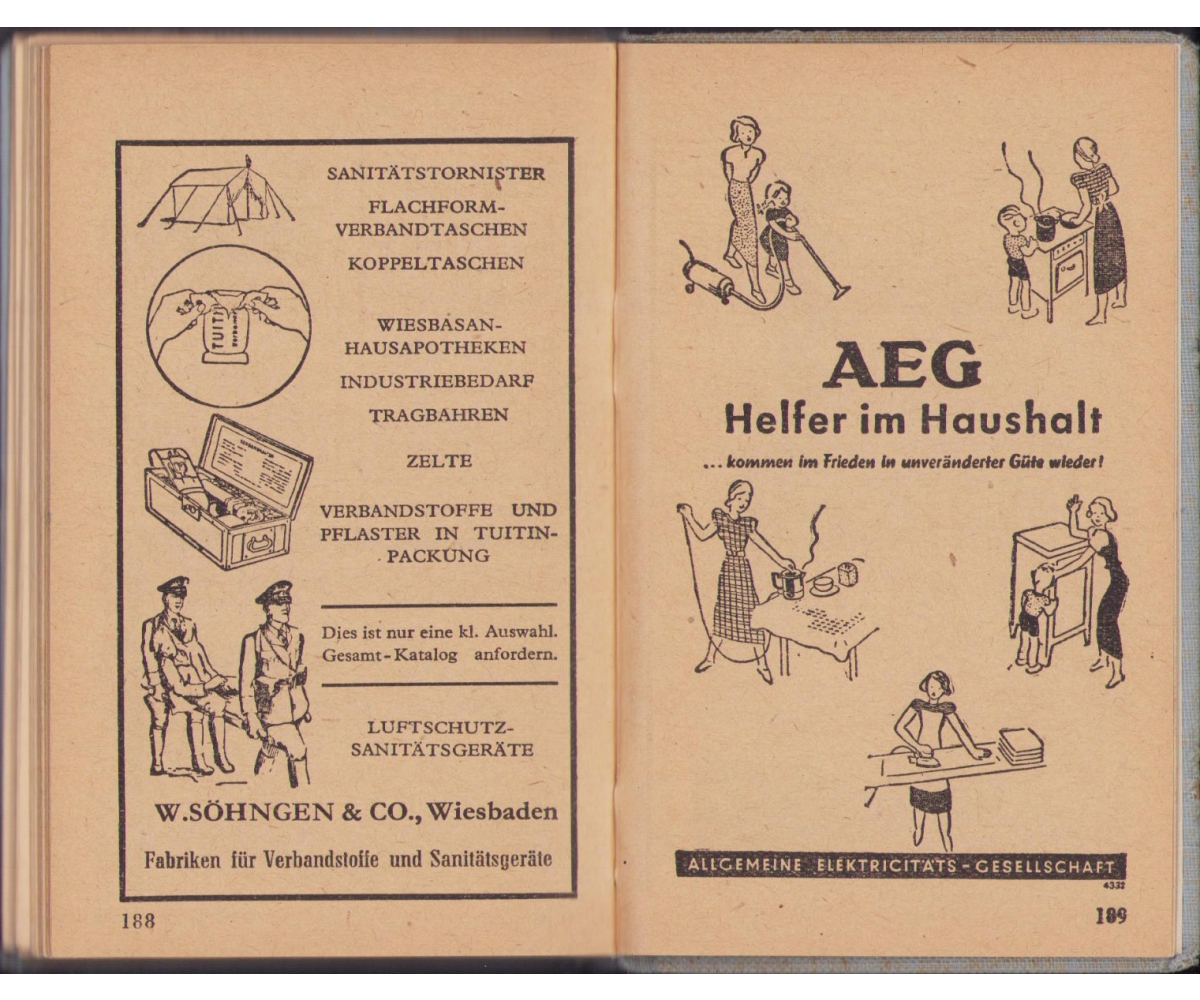 SANITÄTSTORNISTER
FLACHFORM-
VERBANDTASCHEN
KOPPELTASCHEN
TUITIN
WIESBASAN-
HAUSAPOTHEKEN
INDUSTRIEBEDARF
TRAGBAHREN
ZELTE
VERBANDSTOFFE UND
PFLASTER IN TUITIN-
PACKUNG
Dies ist nur eine kl. Auswahl.
Gesamt-Katalog anfordern.
LUFTSCHUTZ-
SANITÄTSGERÄTE
W.SÖHNGEN & CO., Wiesbaden
Fabriken für Verbandstoffe und Sanitätsgeräte
188
AEG
Helfer im Haushalt
... kommen im Frieden in unveränderter Güte wieder!
ALLGEMEINE ELEKTRICITÄTS-GESELLSCHAFT
4332
189